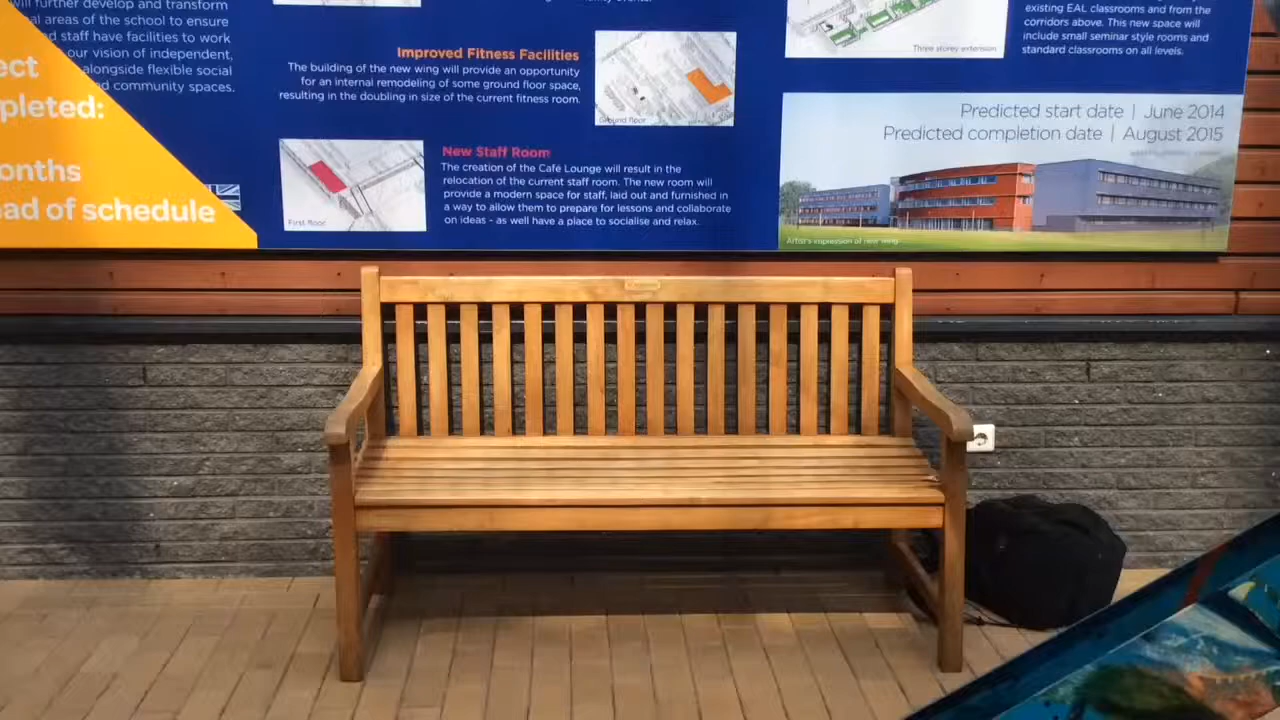 will further develop and transform
areas of the school to ensure
staff have facilities to work
our vision of independent,
alongside flexible social
community spaces.
pleted:
onths
ad of schedule
Improved Fitness Facilities
The building of the new wing will provide an opportunity
for an internal remodeling of some ground floor space,
resulting in the doubling in size of the current fitness room.
Ground floor
First floor
New Staff Room
The creation of the Café Lounge will result in the
relocation of the current staff room. The new room will
provide a modern space for staff, laid out and furnished in
a way to allow them to prepare for lessons and collaborate
on ideas - as well have a place to socialise and relax.
Three storey extension
existing EAL classrooms and from the
corridors above. This new space will
include small seminar style rooms and
standard classrooms on all levels.
Predicted start date | June 2014
Predicted completion date | August 2015
Artist's impression of new wing